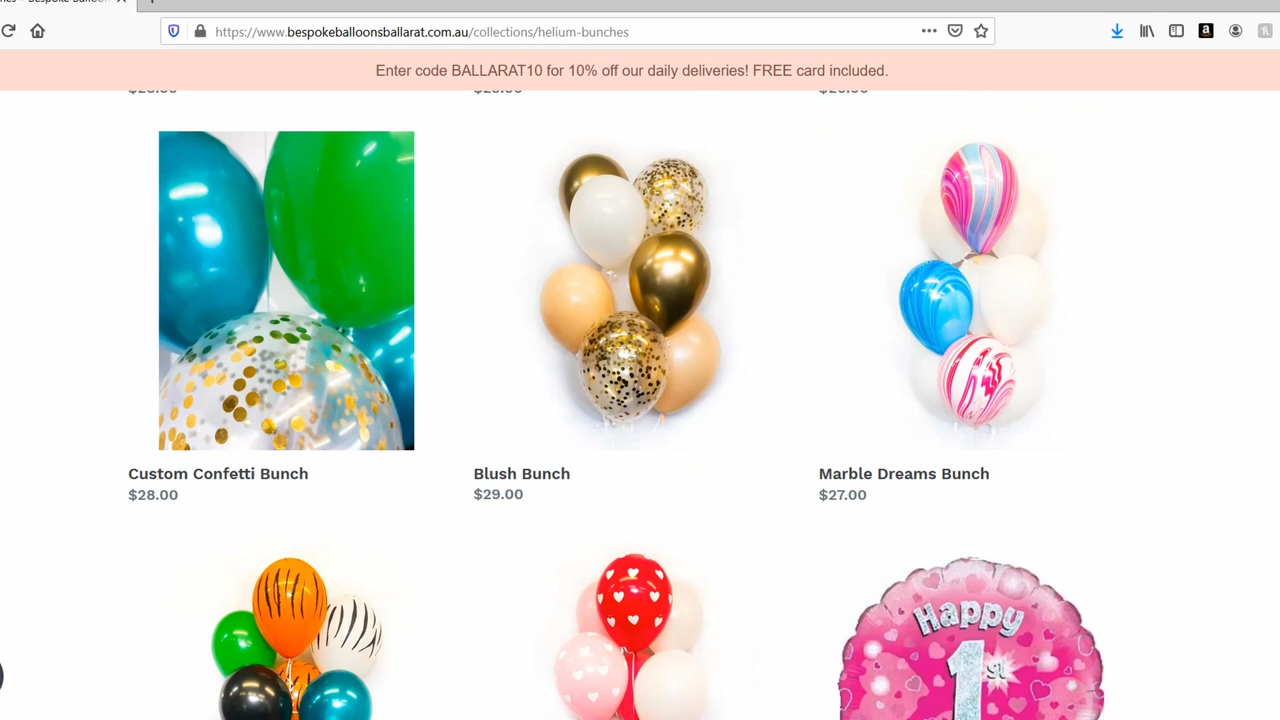 https://www.bespokeballoonsballarat.com.au/collections/helium-bunches
Enter code BALLARAT10 for 10% off our daily deliveries! FREE card included.
Custom Confetti Bunch
$28.00
Blush Bunch
$29.00
Marble Dreams Bunch
$27.00
Happy
1st